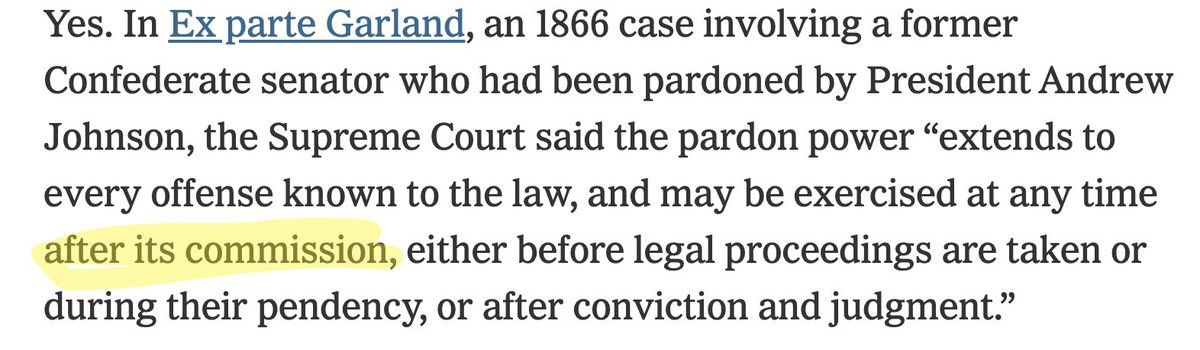 Yes. In Ex parte Garland, an 1866 case involving a former
Confederate senator who had been pardoned by President Andrew
Johnson, the Supreme Court said the pardon power “extends to
every offense known to the law, and may be exercised at any time
after its commission, either before legal proceedings are taken or
during their pendency, or after conviction and judgment.”